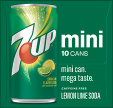 7UP
mini
10 CANS
mini can.
mega taste.
CAFFEINE FREE
LEMON LIME SODA